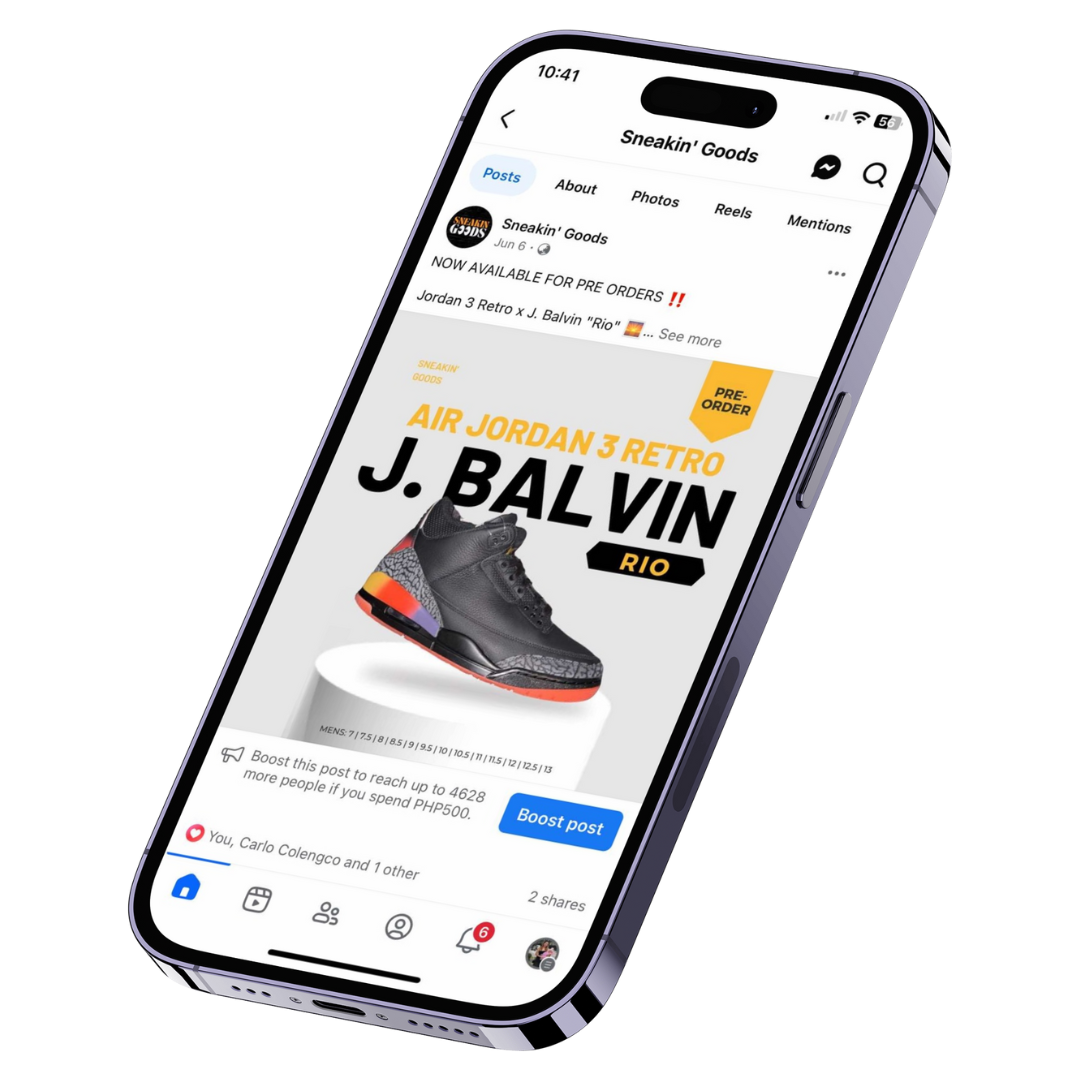 10:41
56
Sneakin' Goods
Posts About Photos Reels Mentions
SNEAKIN
GOODS
Sneakin' Goods
Jun 6 ·
NOW AVAILABLE FOR PRE ORDERS ‼️
Jordan 3 Retro x J. Balvin "Rio" 🌅... See more
SNEAKIN'
GOODS
PRE-
ORDER
AIR JORDAN 3 RETRO
J. BALVIN
RIO
MENS: 7 | 7.5 | 8 | 8.5 | 9 | 9.5 | 10 | 10.5 | 11 | 11.5 | 12 | 12.5 | 13
Boost this post to reach up to 4628
more people if you spend PHP500.
Boost post
You, Carlo Colengco and 1 other
2 shares
6